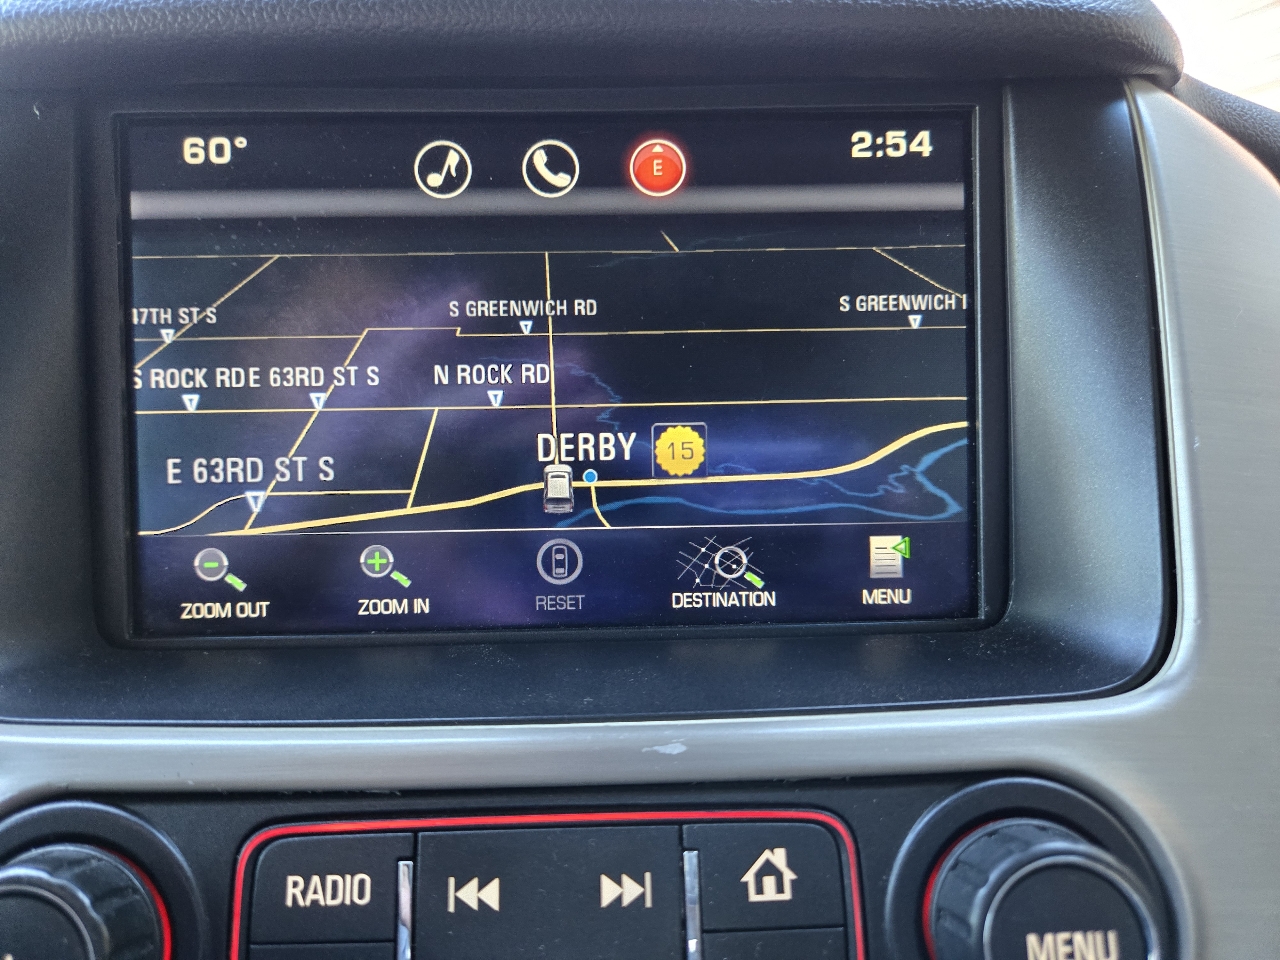 60° 2:54
E
S GREENWICH RD S GREENWICH
47TH ST S
S ROCK RD E 63RD ST S N ROCK RD
DERBY 15
E 63RD ST S
ZOOM OUT ZOOM IN RESET DESTINATION MENU
RADIO
MENU